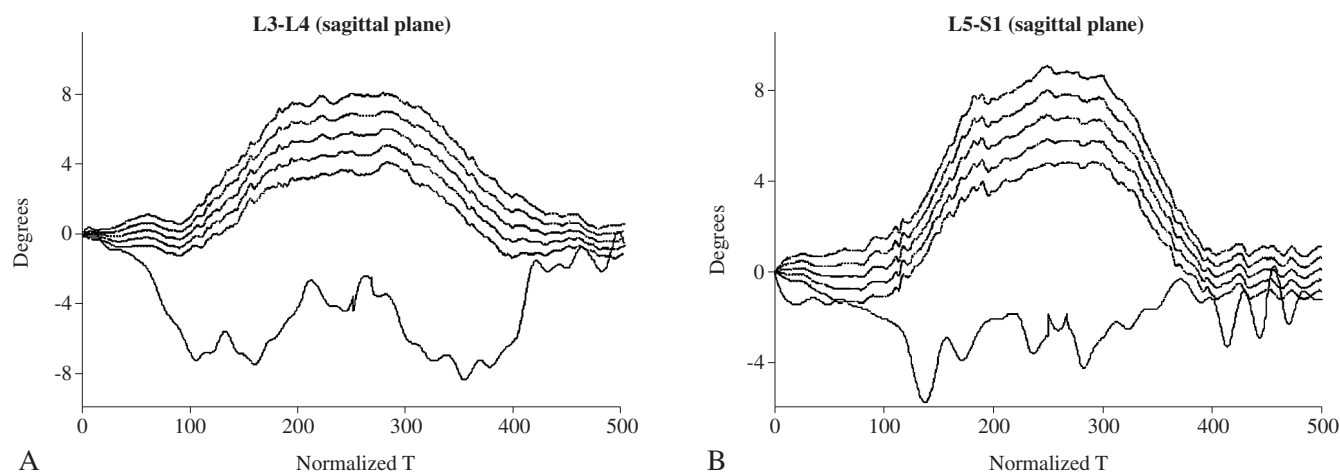 L3-L4 (sagittal plane)
8
4
0
-4
-8
Degrees
0
100
200
300
400
500
Normalized T
A
L5-S1 (sagittal plane)
8
4
0
-4
Degrees
0
100
200
300
400
500
Normalized T
B